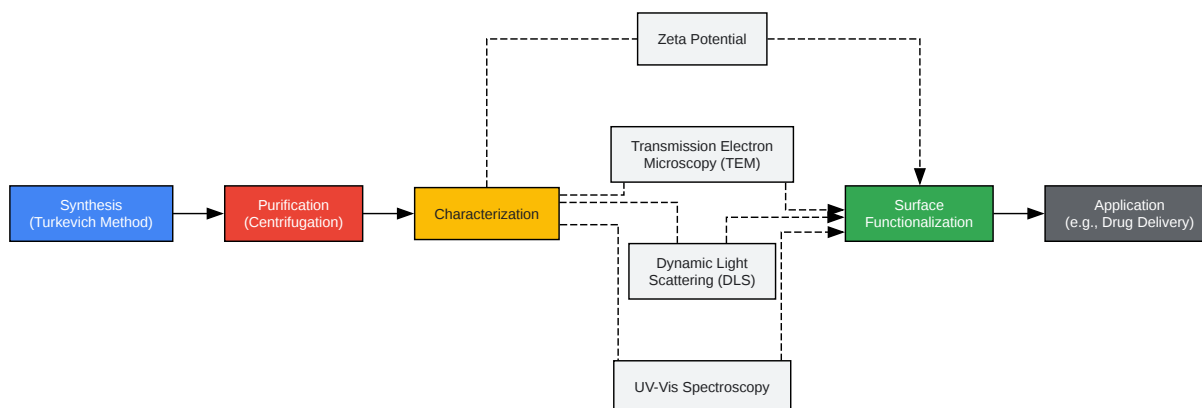 Synthesis
(Turkevich Method)
Purification
(Centrifugation)
Characterization
Zeta Potential
Transmission Electron
Microscopy (TEM)
Dynamic Light
Scattering (DLS)
UV-Vis Spectroscopy
Surface
Functionalization
Application
(e.g., Drug Delivery)